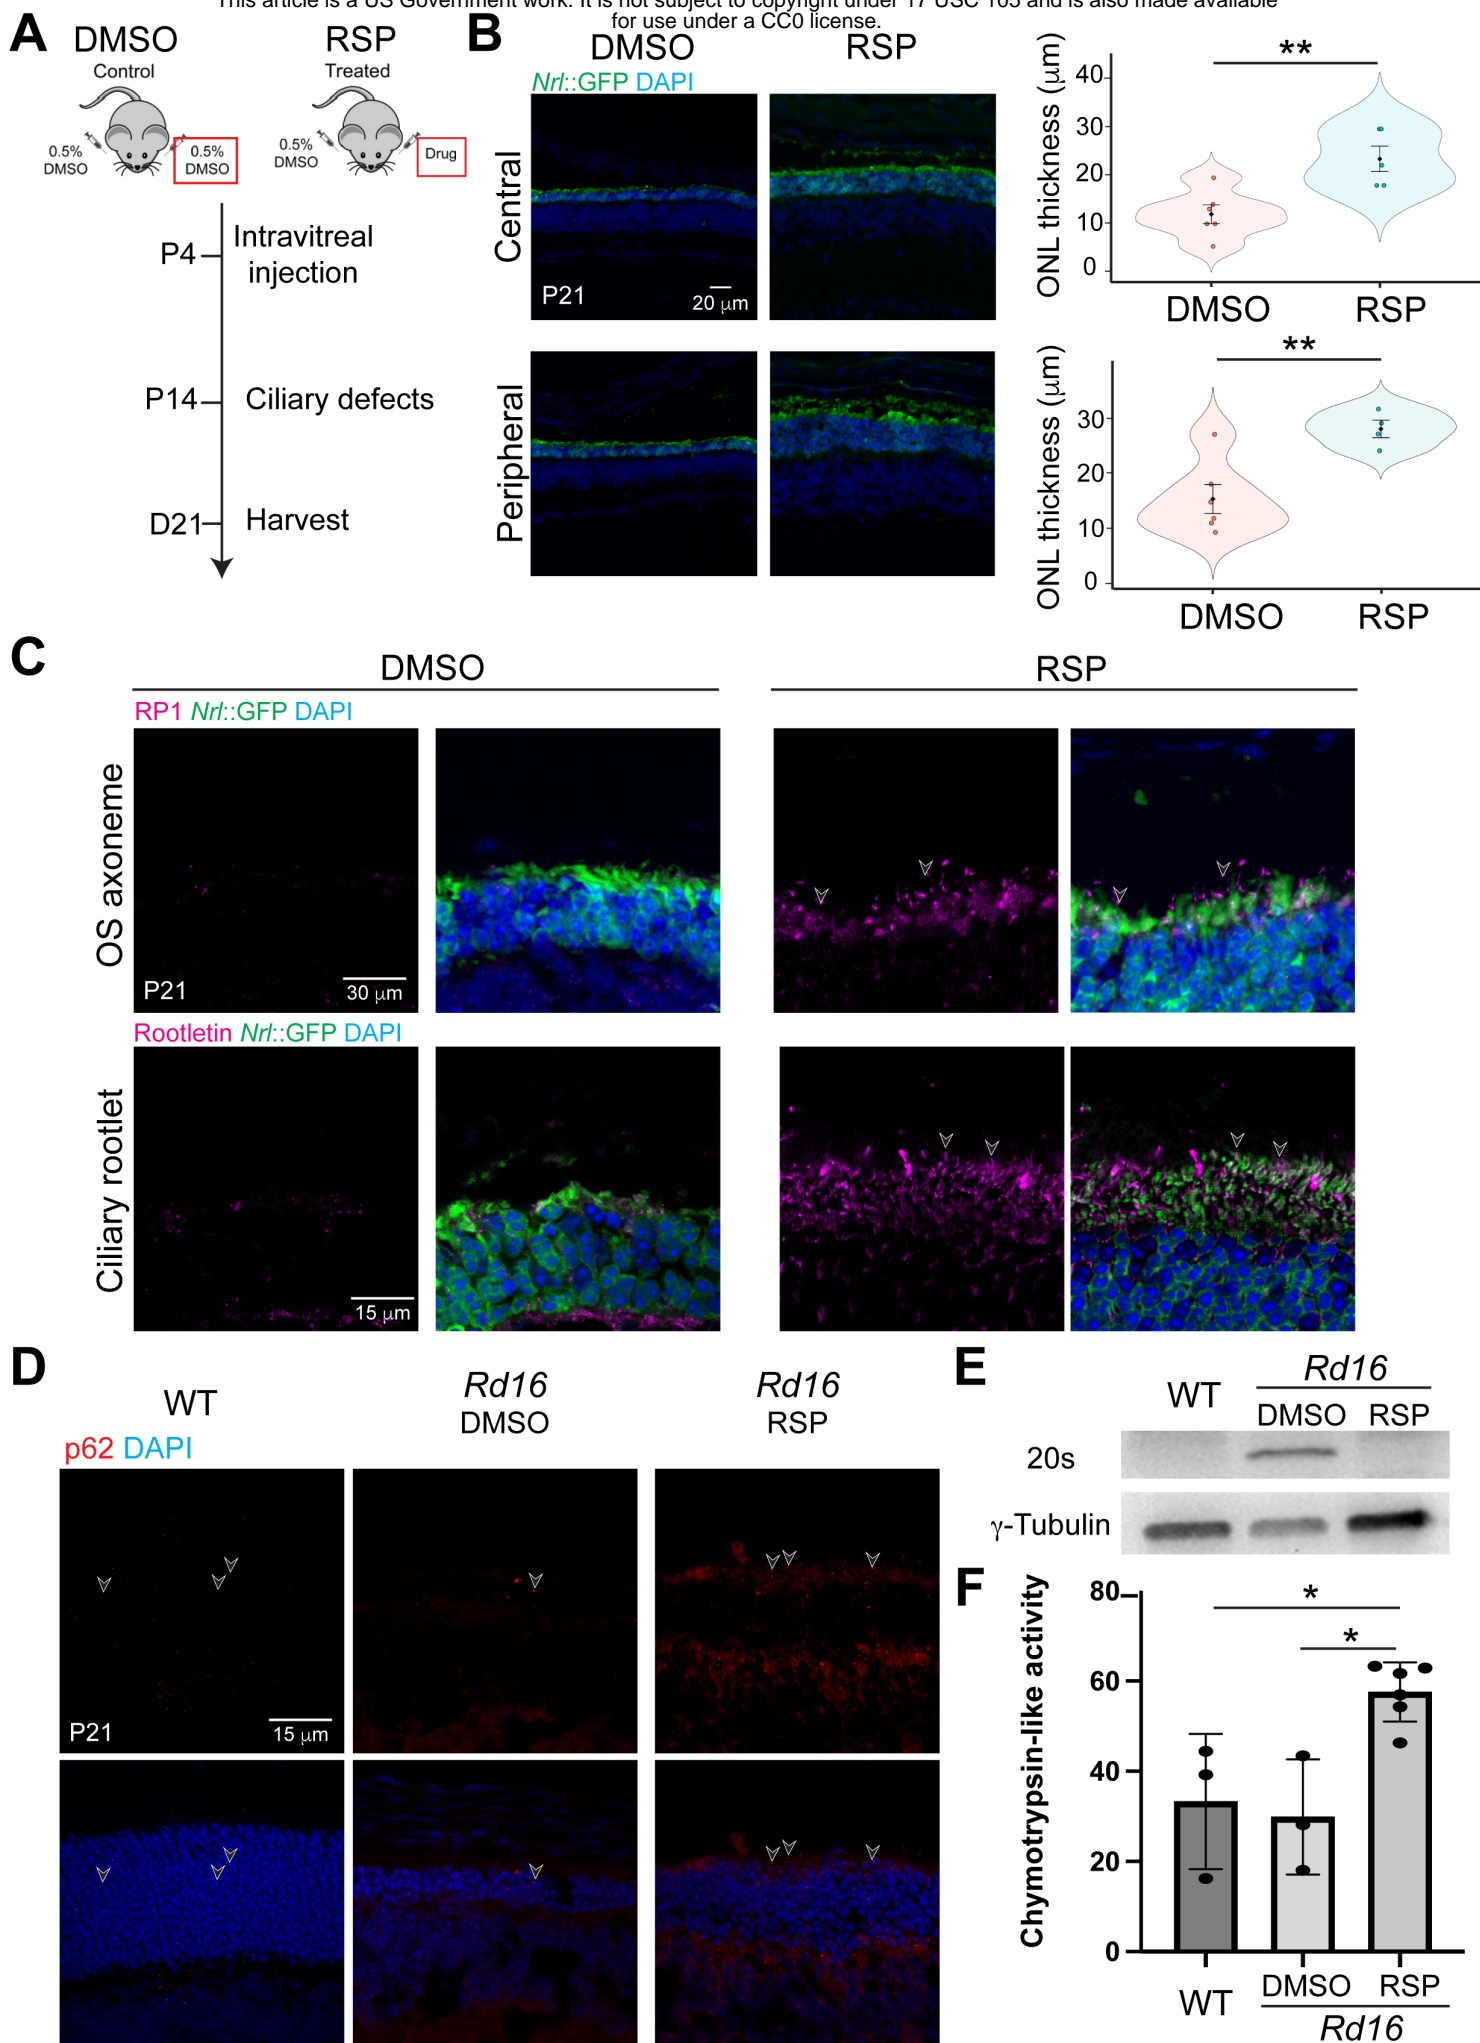 This article is a US Government work. It is not subject to copyright under 17 USC 105 and is also made available
for use under a CC0 license.
A
DMSO
Control
0.5%
DMSO
0.5%
DMSO
RSP
Treated
0.5%
DMSO
Drug
P4
Intravitreal
injection
P14
Ciliary defects
D21
Harvest
B
DMSO
RSP
Nrl::GFP DAPI
Central
P21
20 μm
Peripheral
ONL thickness (μm)
40
30
20
10
0
**
DMSO
RSP
ONL thickness (μm)
30
20
10
0
**
DMSO
RSP
C
DMSO
RSP
RP1 Nrl::GFP DAPI
OS axoneme
P21
30 μm
Rootletin Nrl::GFP DAPI
Ciliary rootlet
15 μm
D
WT
Rd16
DMSO
Rd16
RSP
p62 DAPI
P21
15 μm
E
WT
Rd16
DMSO
RSP
20s
γ-Tubulin
F
Chymotrypsin-like activity
80
60
40
20
0
*
*
WT
DMSO
RSP
Rd16